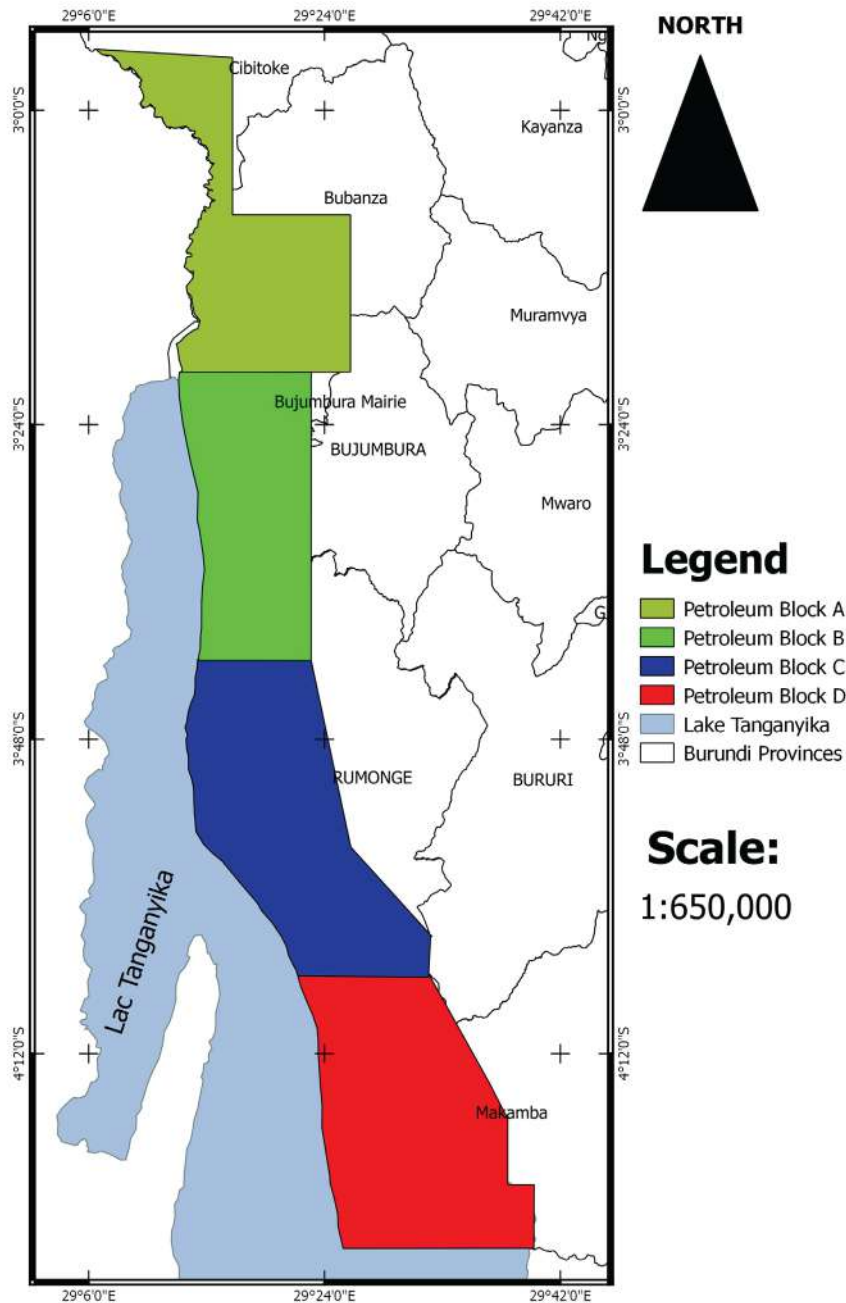 29°6'0"E
29°24'0"E
29°42'0"E
NORTH
Cibitoke
3°0'0"S
3°0'0"S
Kayanza
Bubanza
Muramvya
Bujumbura Mairie
3°24'0"S
3°24'0"S
BUJUMBURA
Mwaro
Legend
Petroleum Block A
Petroleum Block B
Petroleum Block C
Petroleum Block D
Lake Tanganyika
Burundi Provinces
3°48'0"S
3°48'0"S
RUMONGE
BURURI
Scale:
1:650,000
Lac Tanganyika
4°12'0"S
4°12'0"S
Makamba
29°6'0"E
29°24'0"E
29°42'0"E